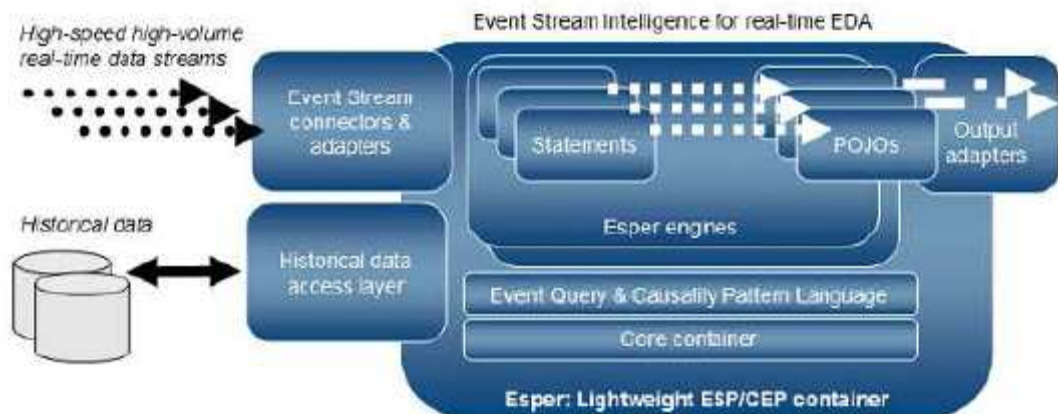 Event Stream Intelligence for real-time EDA
High-speed high-volume
real-time data streams
Event Stream
connectors &
adapters
Statements
POJOs
Output
adapters
Esper engines
Historical data
Historical data
access layer
Event Query & Causality Pattern Language
Core container
Esper: Lightweight ESP/CEP container